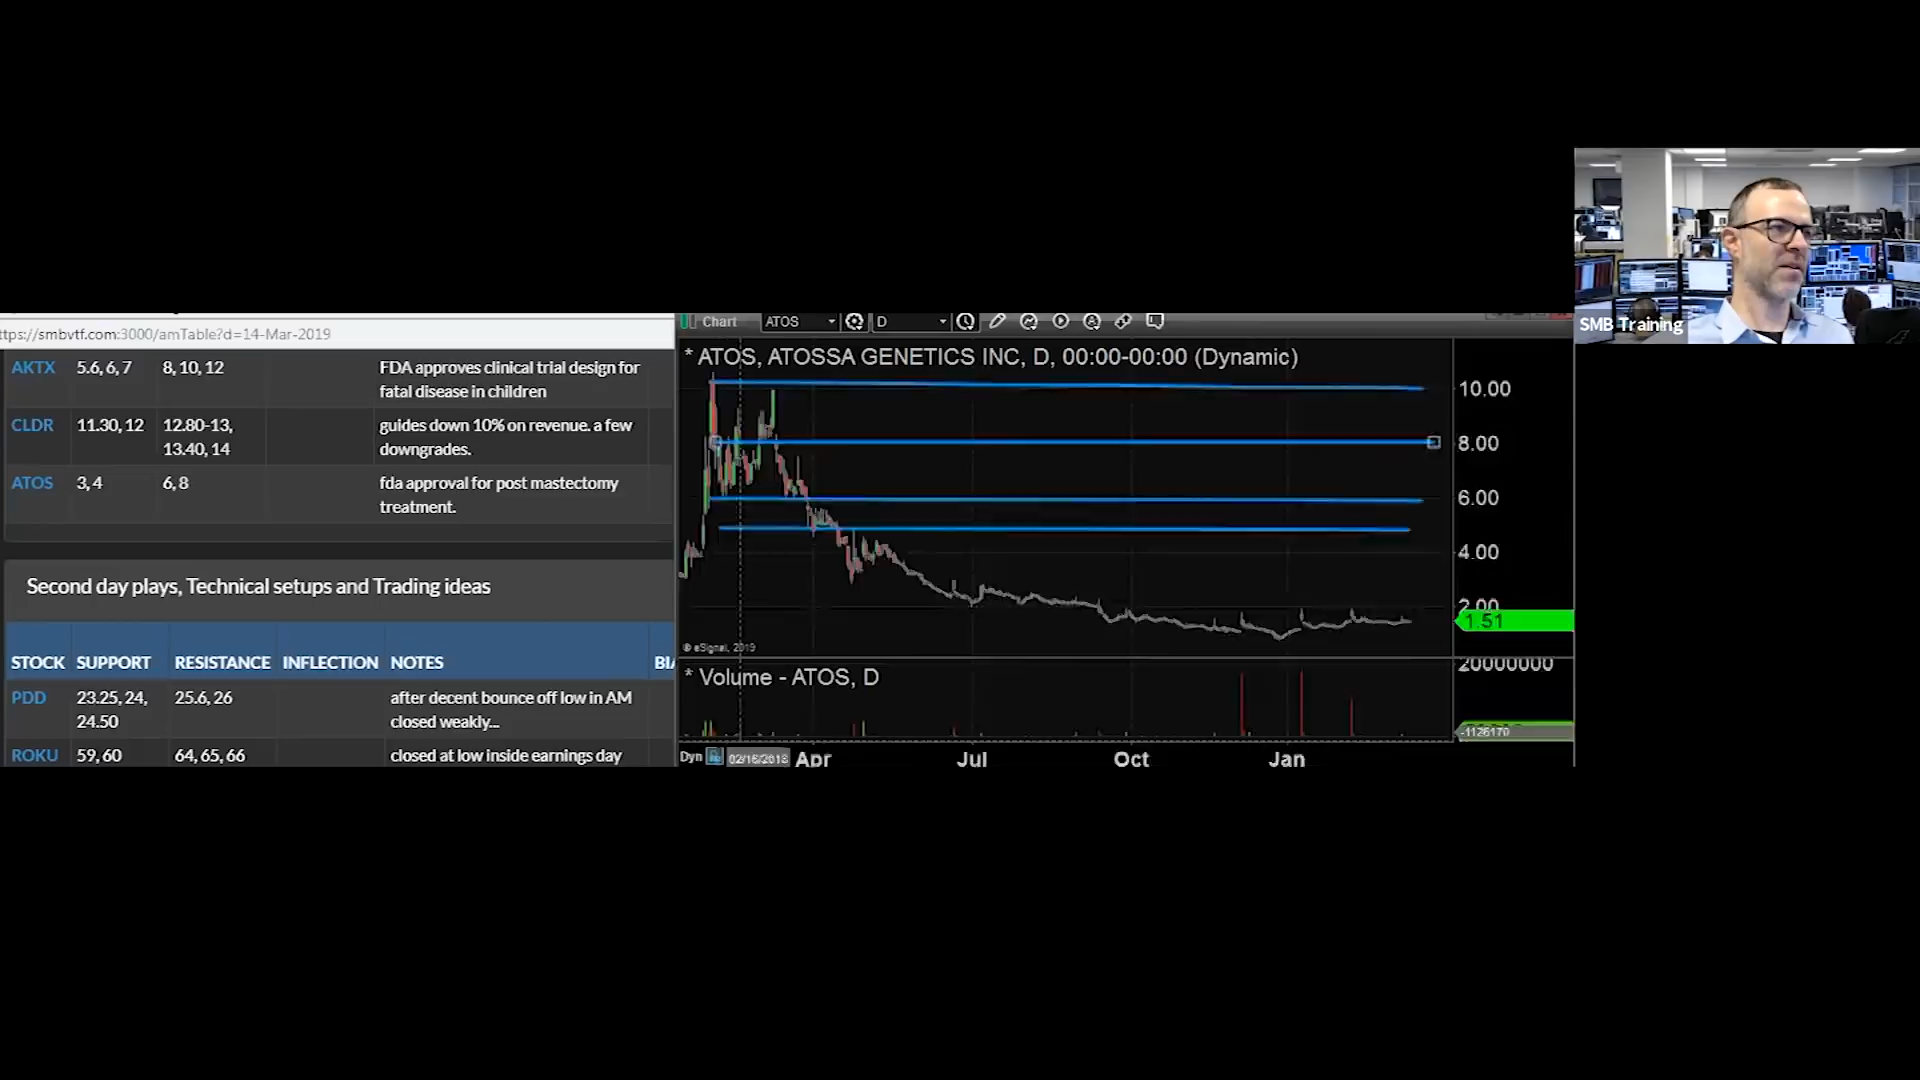 ttps://smbvtf.com:3000/amTable?d=14-Mar-2019
AKTX 5.6, 6, 7 8, 10, 12 FDA approves clinical trial design for
fatal disease in children
CLDR 11.30, 12 12.80-13, guides down 10% on revenue. a few
13.40, 14 downgrades.
ATOS 3, 4 6, 8 fda approval for post mastectomy
treatment.
Second day plays, Technical setups and Trading ideas
STOCK SUPPORT RESISTANCE INFLECTION NOTES BIA
PDD 23.25, 24, 25.6, 26 after decent bounce off low in AM
24.50 closed weakly...
ROKU 59, 60 64, 65, 66 closed at low inside earnings day
Chart ATOS D
* ATOS, ATOSSA GENETICS INC, D, 00:00-00:00 (Dynamic)
10.00
8.00
6.00
4.00
2.00
1.51
© eSignal, 2019
20000000
* Volume - ATOS, D
-1126170
Dyn 02/16/2018 Apr Jul Oct Jan
SMB Training